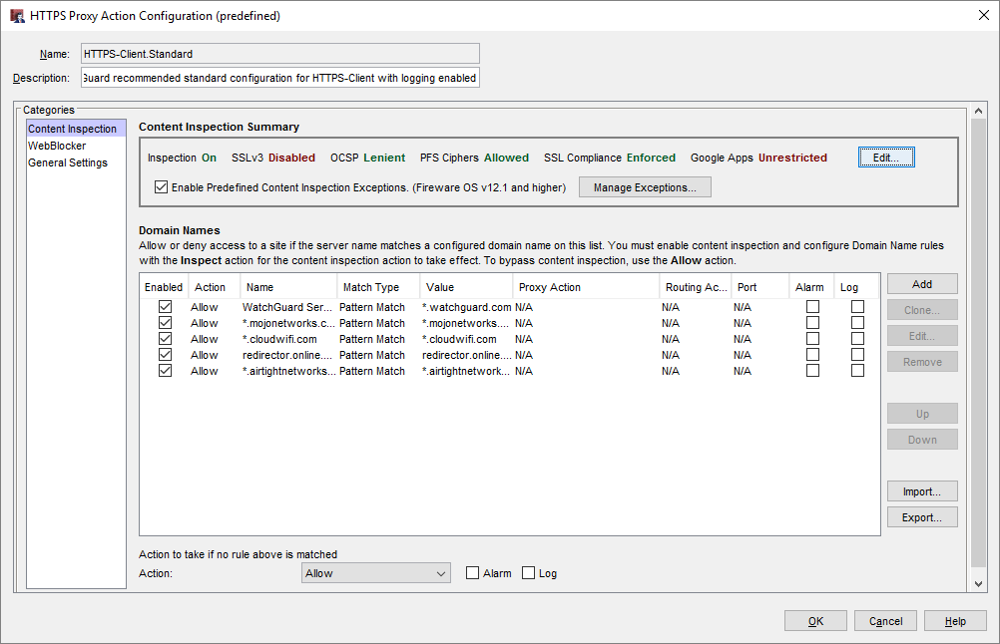 HTTPS Proxy Action Configuration (predefined)
Name: HTTPS-Client.Standard
Description: Guard recommended standard configuration for HTTPS-Client with logging enabled
Categories
Content Inspection
WebBlocker
General Settings
Content Inspection Summary
Inspection On SSLv3 Disabled OCSP Lenient PFS Ciphers Allowed SSL Compliance Enforced Google Apps Unrestricted Edit...
Enable Predefined Content Inspection Exceptions. (Fireware OS v12.1 and higher) Manage Exceptions...
Domain Names
Allow or deny access to a site if the server name matches a configured domain name on this list. You must enable content inspection and configure Domain Name rules
with the Inspect action for the content inspection action to take effect. To bypass content inspection, use the Allow action.
Enabled Action Name Match Type Value Proxy Action Routing Ac... Port Alarm Log
Allow WatchGuard Ser... Pattern Match *.watchguard.com N/A N/A N/A
Allow *.mojonetworks.c... Pattern Match *.mojonetworks.... N/A N/A N/A
Allow *.cloudwifi.com Pattern Match *.cloudwifi.com N/A N/A N/A
Allow redirector.online.... Pattern Match redirector.online.... N/A N/A N/A
Allow *.airtightnetworks... Pattern Match *.airtightnetwork... N/A N/A N/A
Add
Clone...
Edit...
Remove
Up
Down
Import...
Export...
Action to take if no rule above is matched
Action: Allow Alarm Log
OK Cancel Help